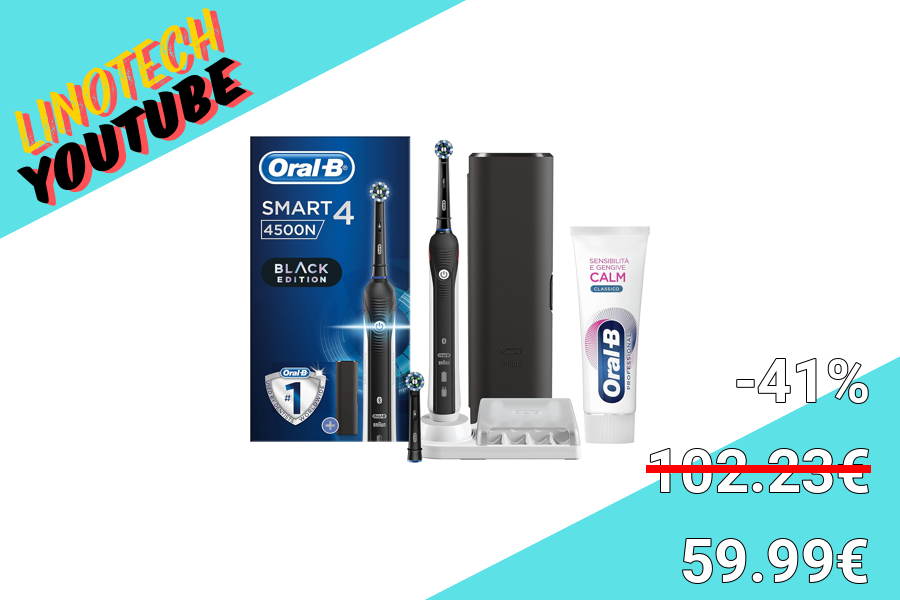 LINOTECH
YOUTUBE
Oral-B
SMART 4
4500N
BLACK
EDITION
Oral-B
#1
SENSIBILITÀ
E GENGIVE
CALM
CLASSICO
Oral-B
PROFESSIONAL
-41%
102.23€
59.99€